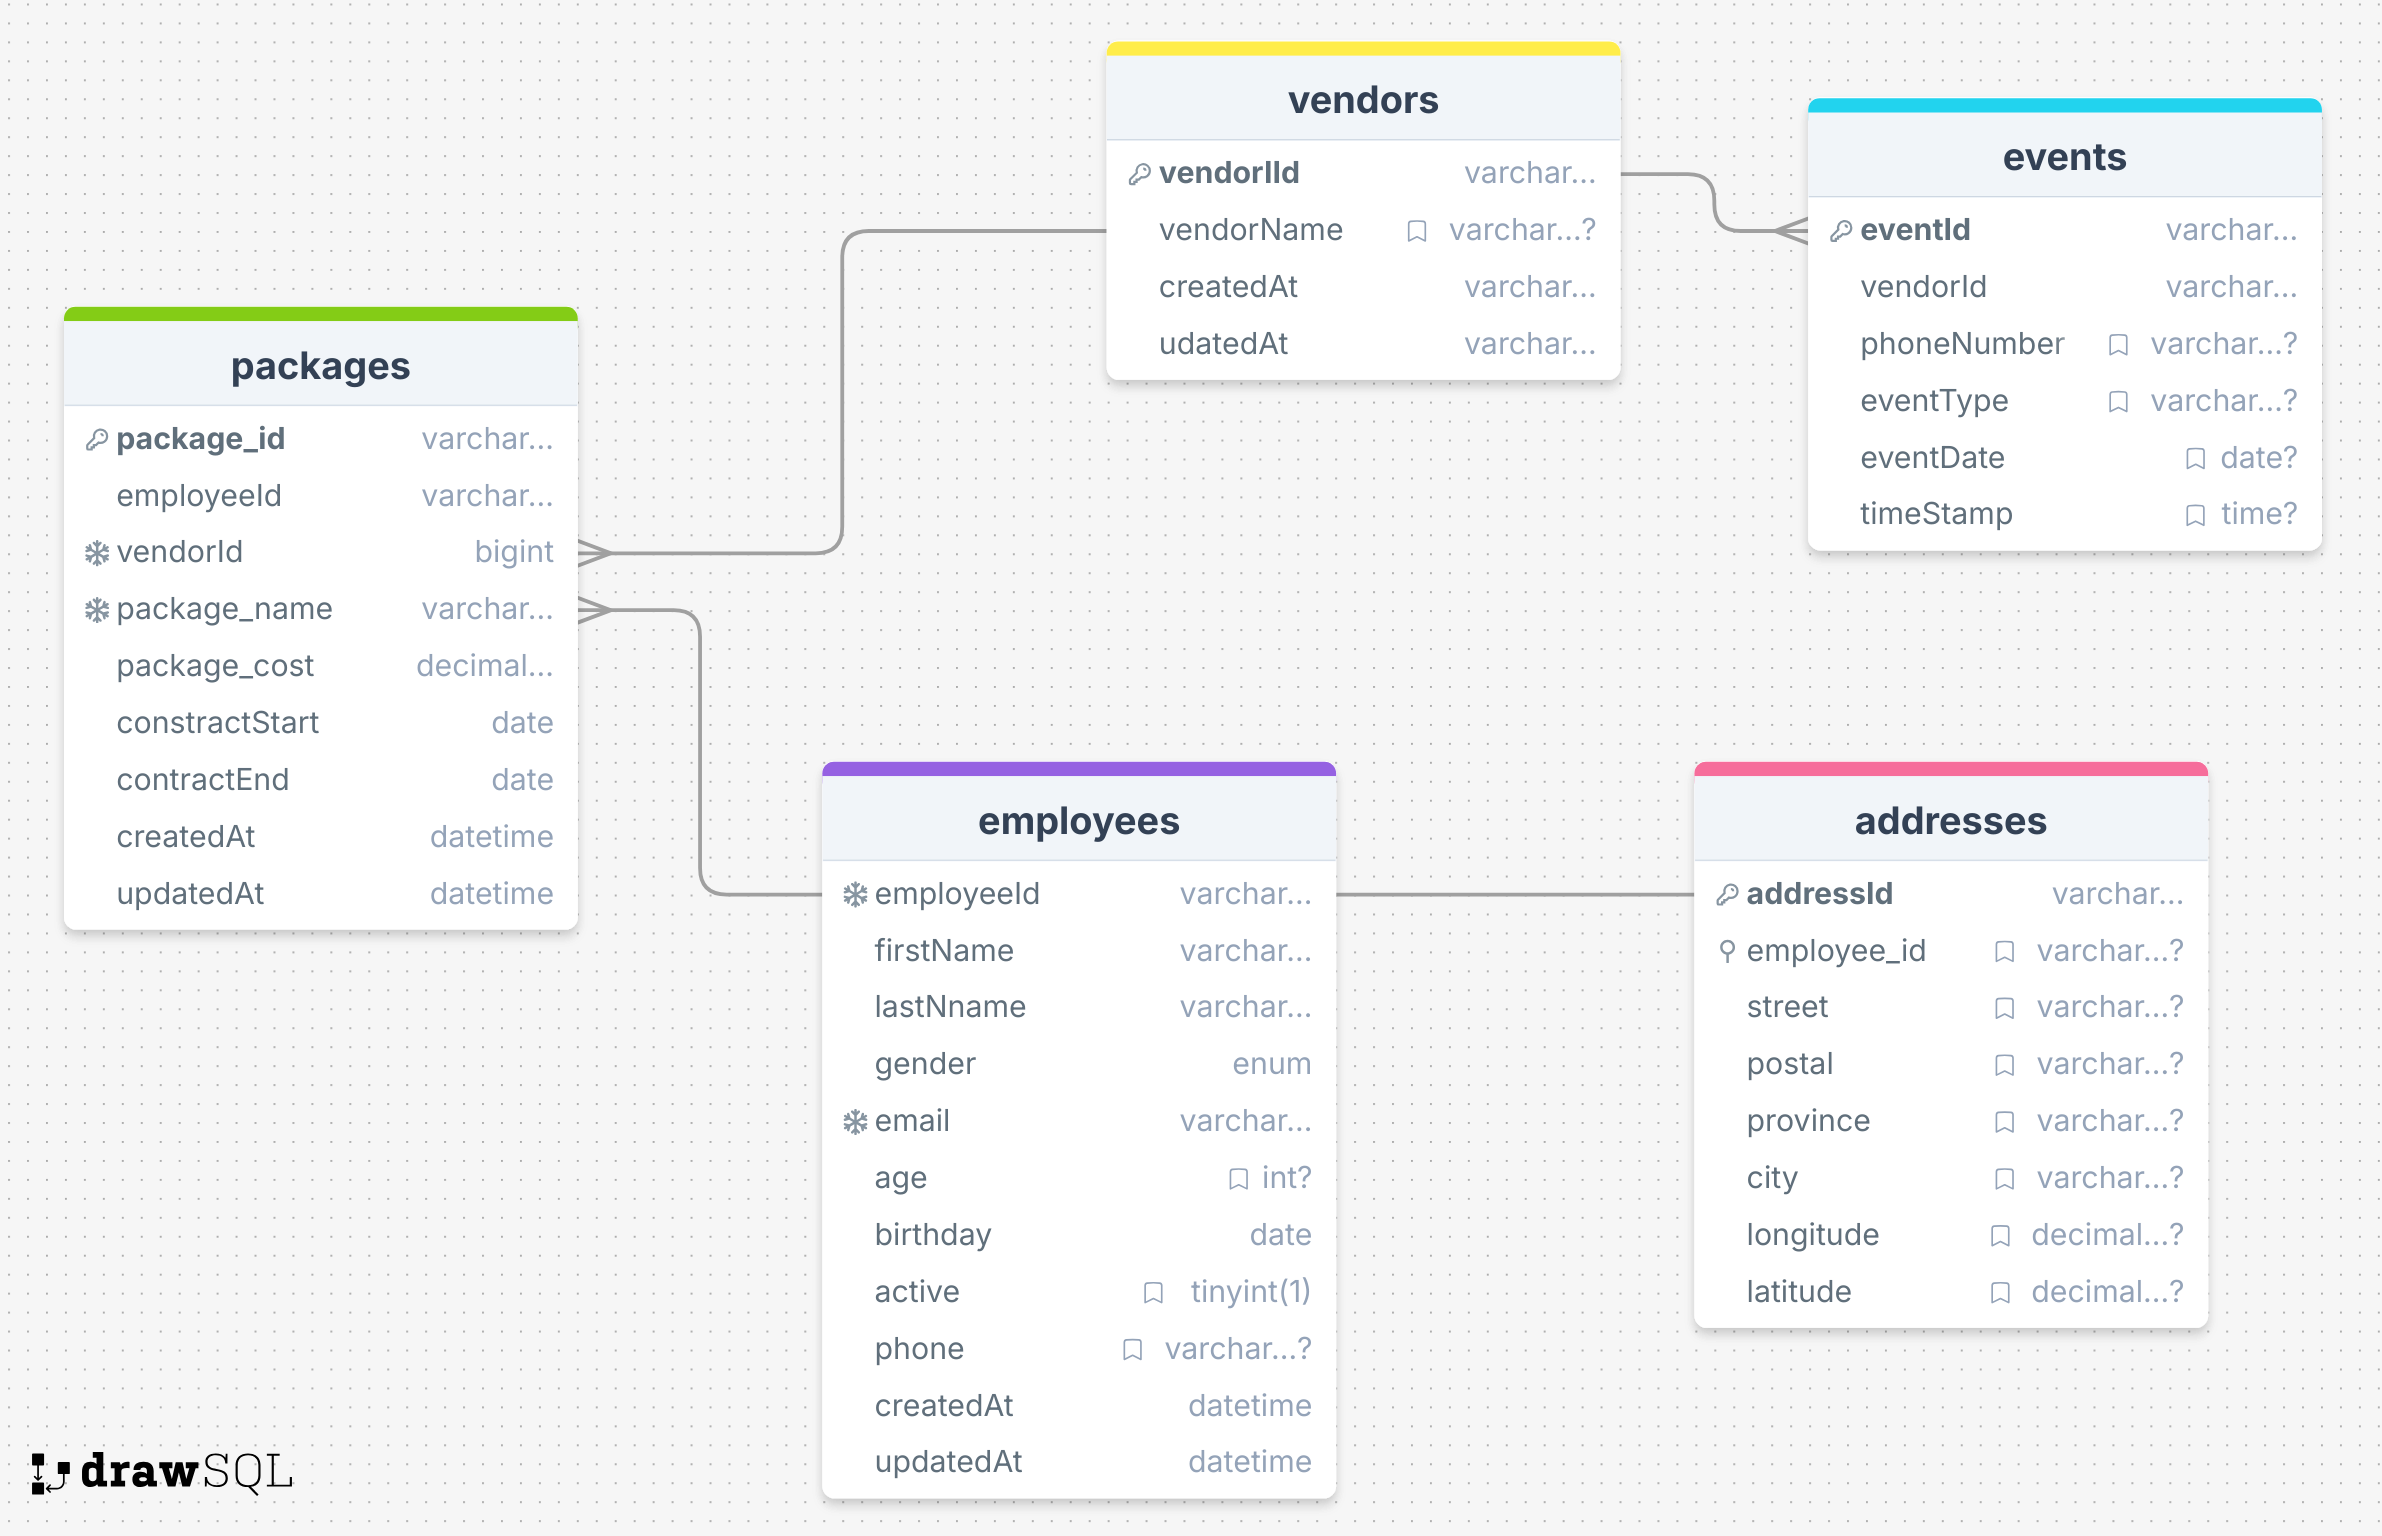 vendors
vendorIId varchar...
vendorName varchar...?
createdAt varchar...
udatedAt varchar...
events
eventId varchar...
vendorId varchar...
phoneNumber varchar...?
eventType varchar...?
eventDate date?
timeStamp time?
packages
package_id varchar...
employeeId varchar...
vendorId bigint
package_name varchar...
package_cost decimal...
constractStart date
contractEnd date
createdAt datetime
updatedAt datetime
employees
employeeId varchar...
firstName varchar...
lastNname varchar...
gender enum
email varchar...
age int?
birthday date
active tinyint(1)
phone varchar...?
createdAt datetime
updatedAt datetime
addresses
addressId varchar...
employee_id varchar...?
street varchar...?
postal varchar...?
province varchar...?
city varchar...?
longitude decimal...?
latitude decimal...?
drawSQL